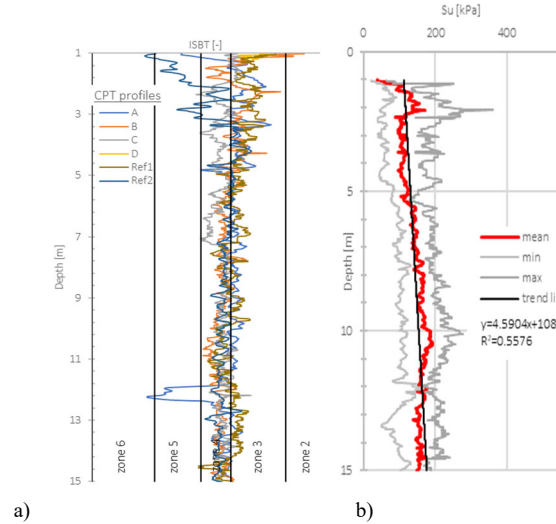 ISBT [-]
1
3
5
7
9
11
13
15
Depth [m]
CPT profiles
A
B
C
D
Ref1
Ref2
zone 6
zone 5
zone 3
zone 2
a)
Su [kPa]
0
200
400
0
5
10
15
Depth [m]
mean
min
max
trend li
y=4.5904x+108
R²=0.5576
b)